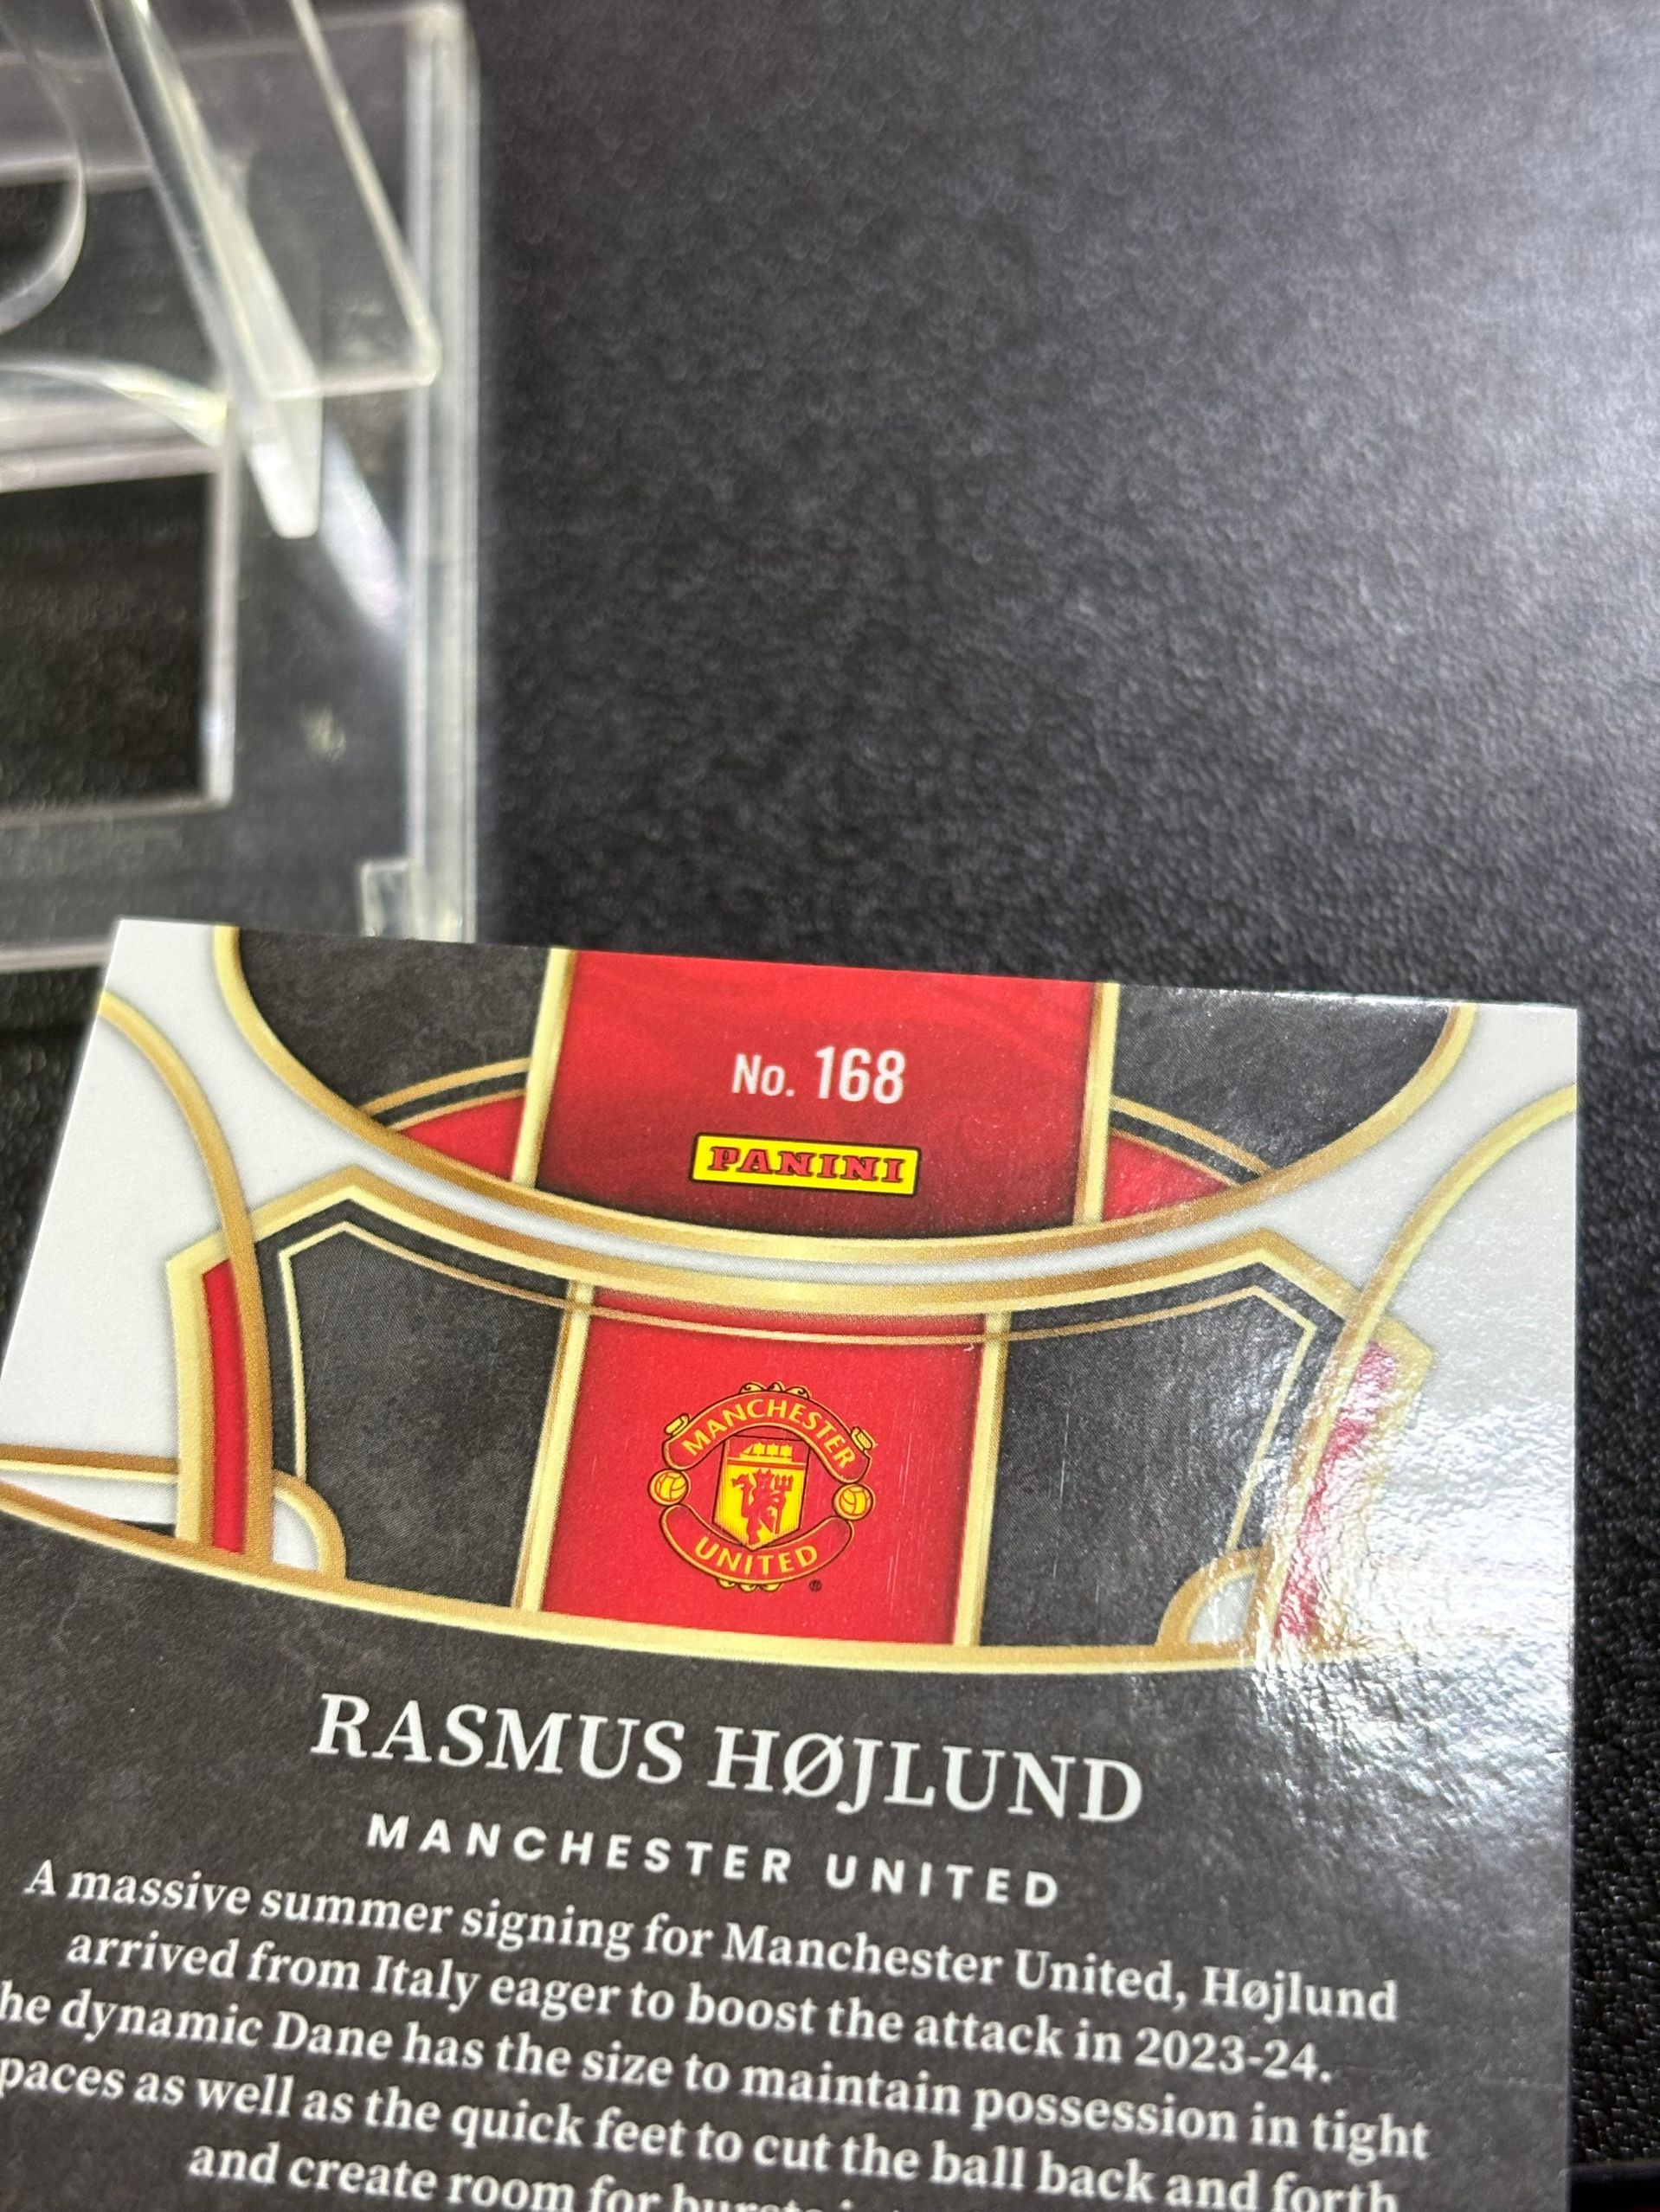 No. 168
PANINI
MANCHESTER
UNITED
®
RASMUS HØJLUND
MANCHESTER UNITED
A massive summer signing for Manchester United, Højlund
arrived from Italy eager to boost the attack in 2023-24.
he dynamic Dane has the size to maintain possession in tight
paces as well as the quick feet to cut the ball back and forth
and create room for